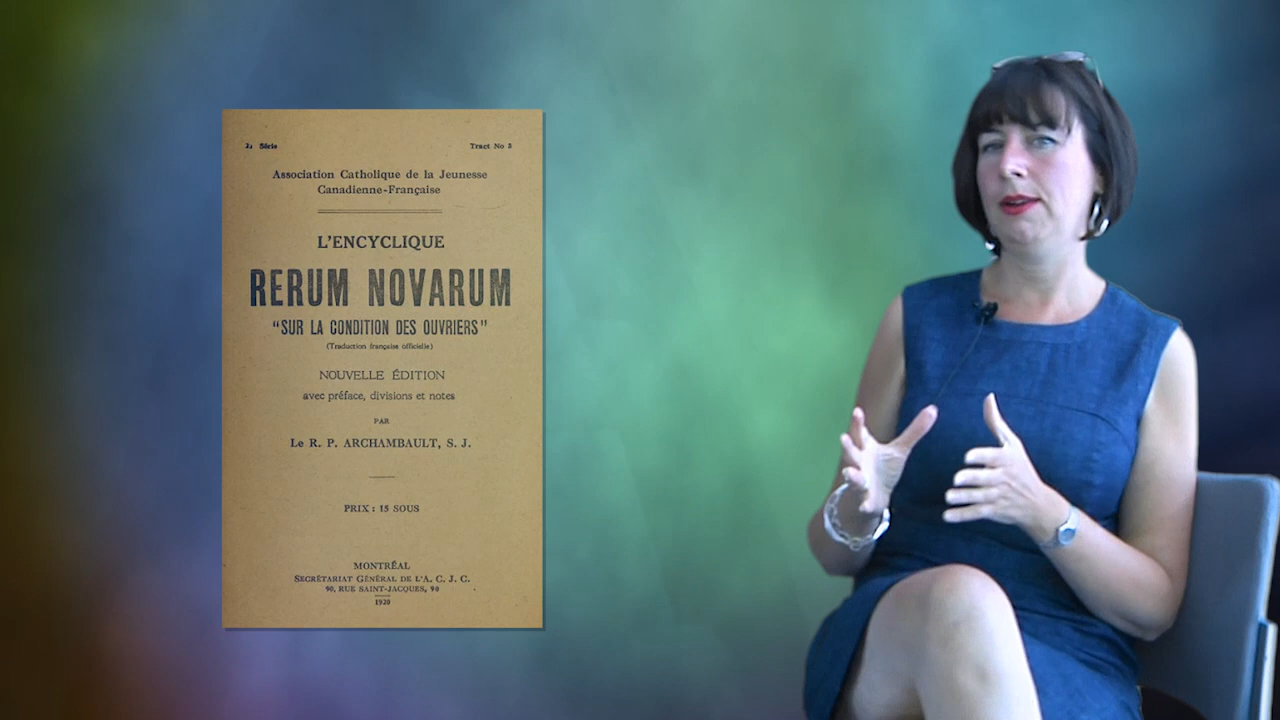 2e Série
Tract No 3
Association Catholique de la Jeunesse
Canadienne-Française
L'ENCYCLIQUE
RERUM NOVARUM
"SUR LA CONDITION DES OUVRIERS"
(Traduction française officielle)
NOUVELLE ÉDITION
avec préface, divisions et notes
PAR
Le R. P. ARCHAMBAULT, S. J.
PRIX : 15 SOUS
MONTRÉAL
SECRÉTARIAT GÉNÉRAL DE L'A. C. J. C.
90, RUE SAINT-JACQUES, 90
1920